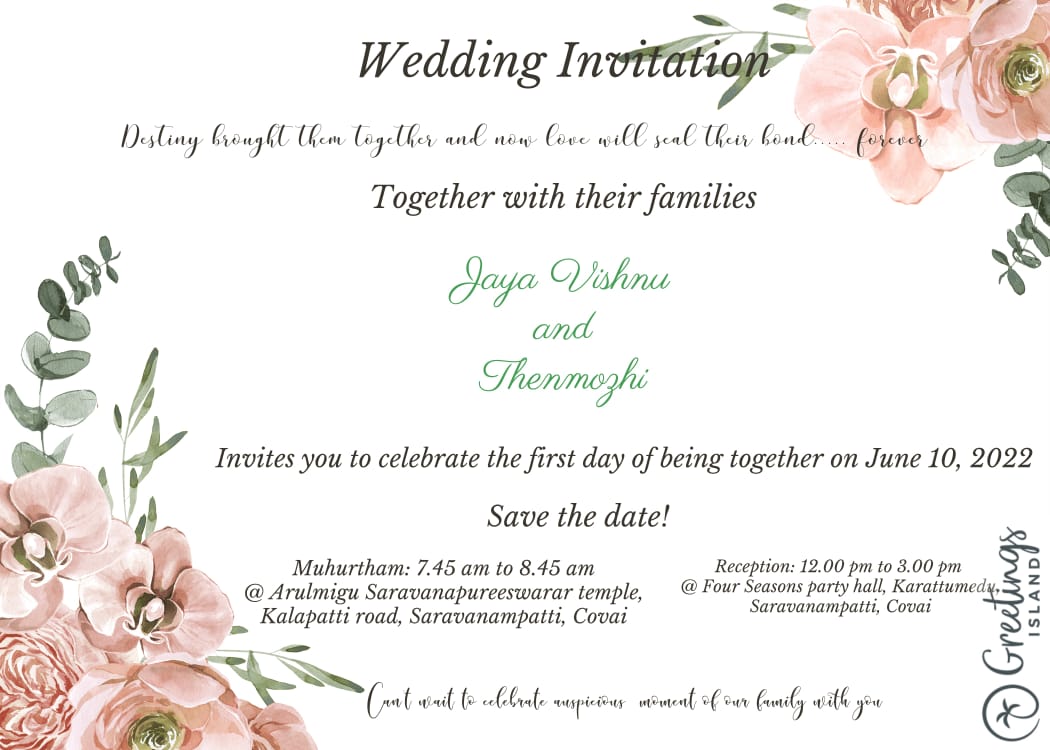 Wedding Invitation
Destiny brought them together and now love will seal their bond..... forever
Together with their families
Jaya Vishnu
and
Thenmozhi
Invites you to celebrate the first day of being together on June 10, 2022
Save the date!
Muhurtham: 7.45 am to 8.45 am
@ Arulmigu Saravanapureeswarar temple,
Kalapatti road, Saravanampatti, Covai
Reception: 12.00 pm to 3.00 pm
@ Four Seasons party hall, Karattumedu,
Saravanampatti, Covai
Can't wait to celebrate auspicious moment of our family with you
Greetings
ISLAND